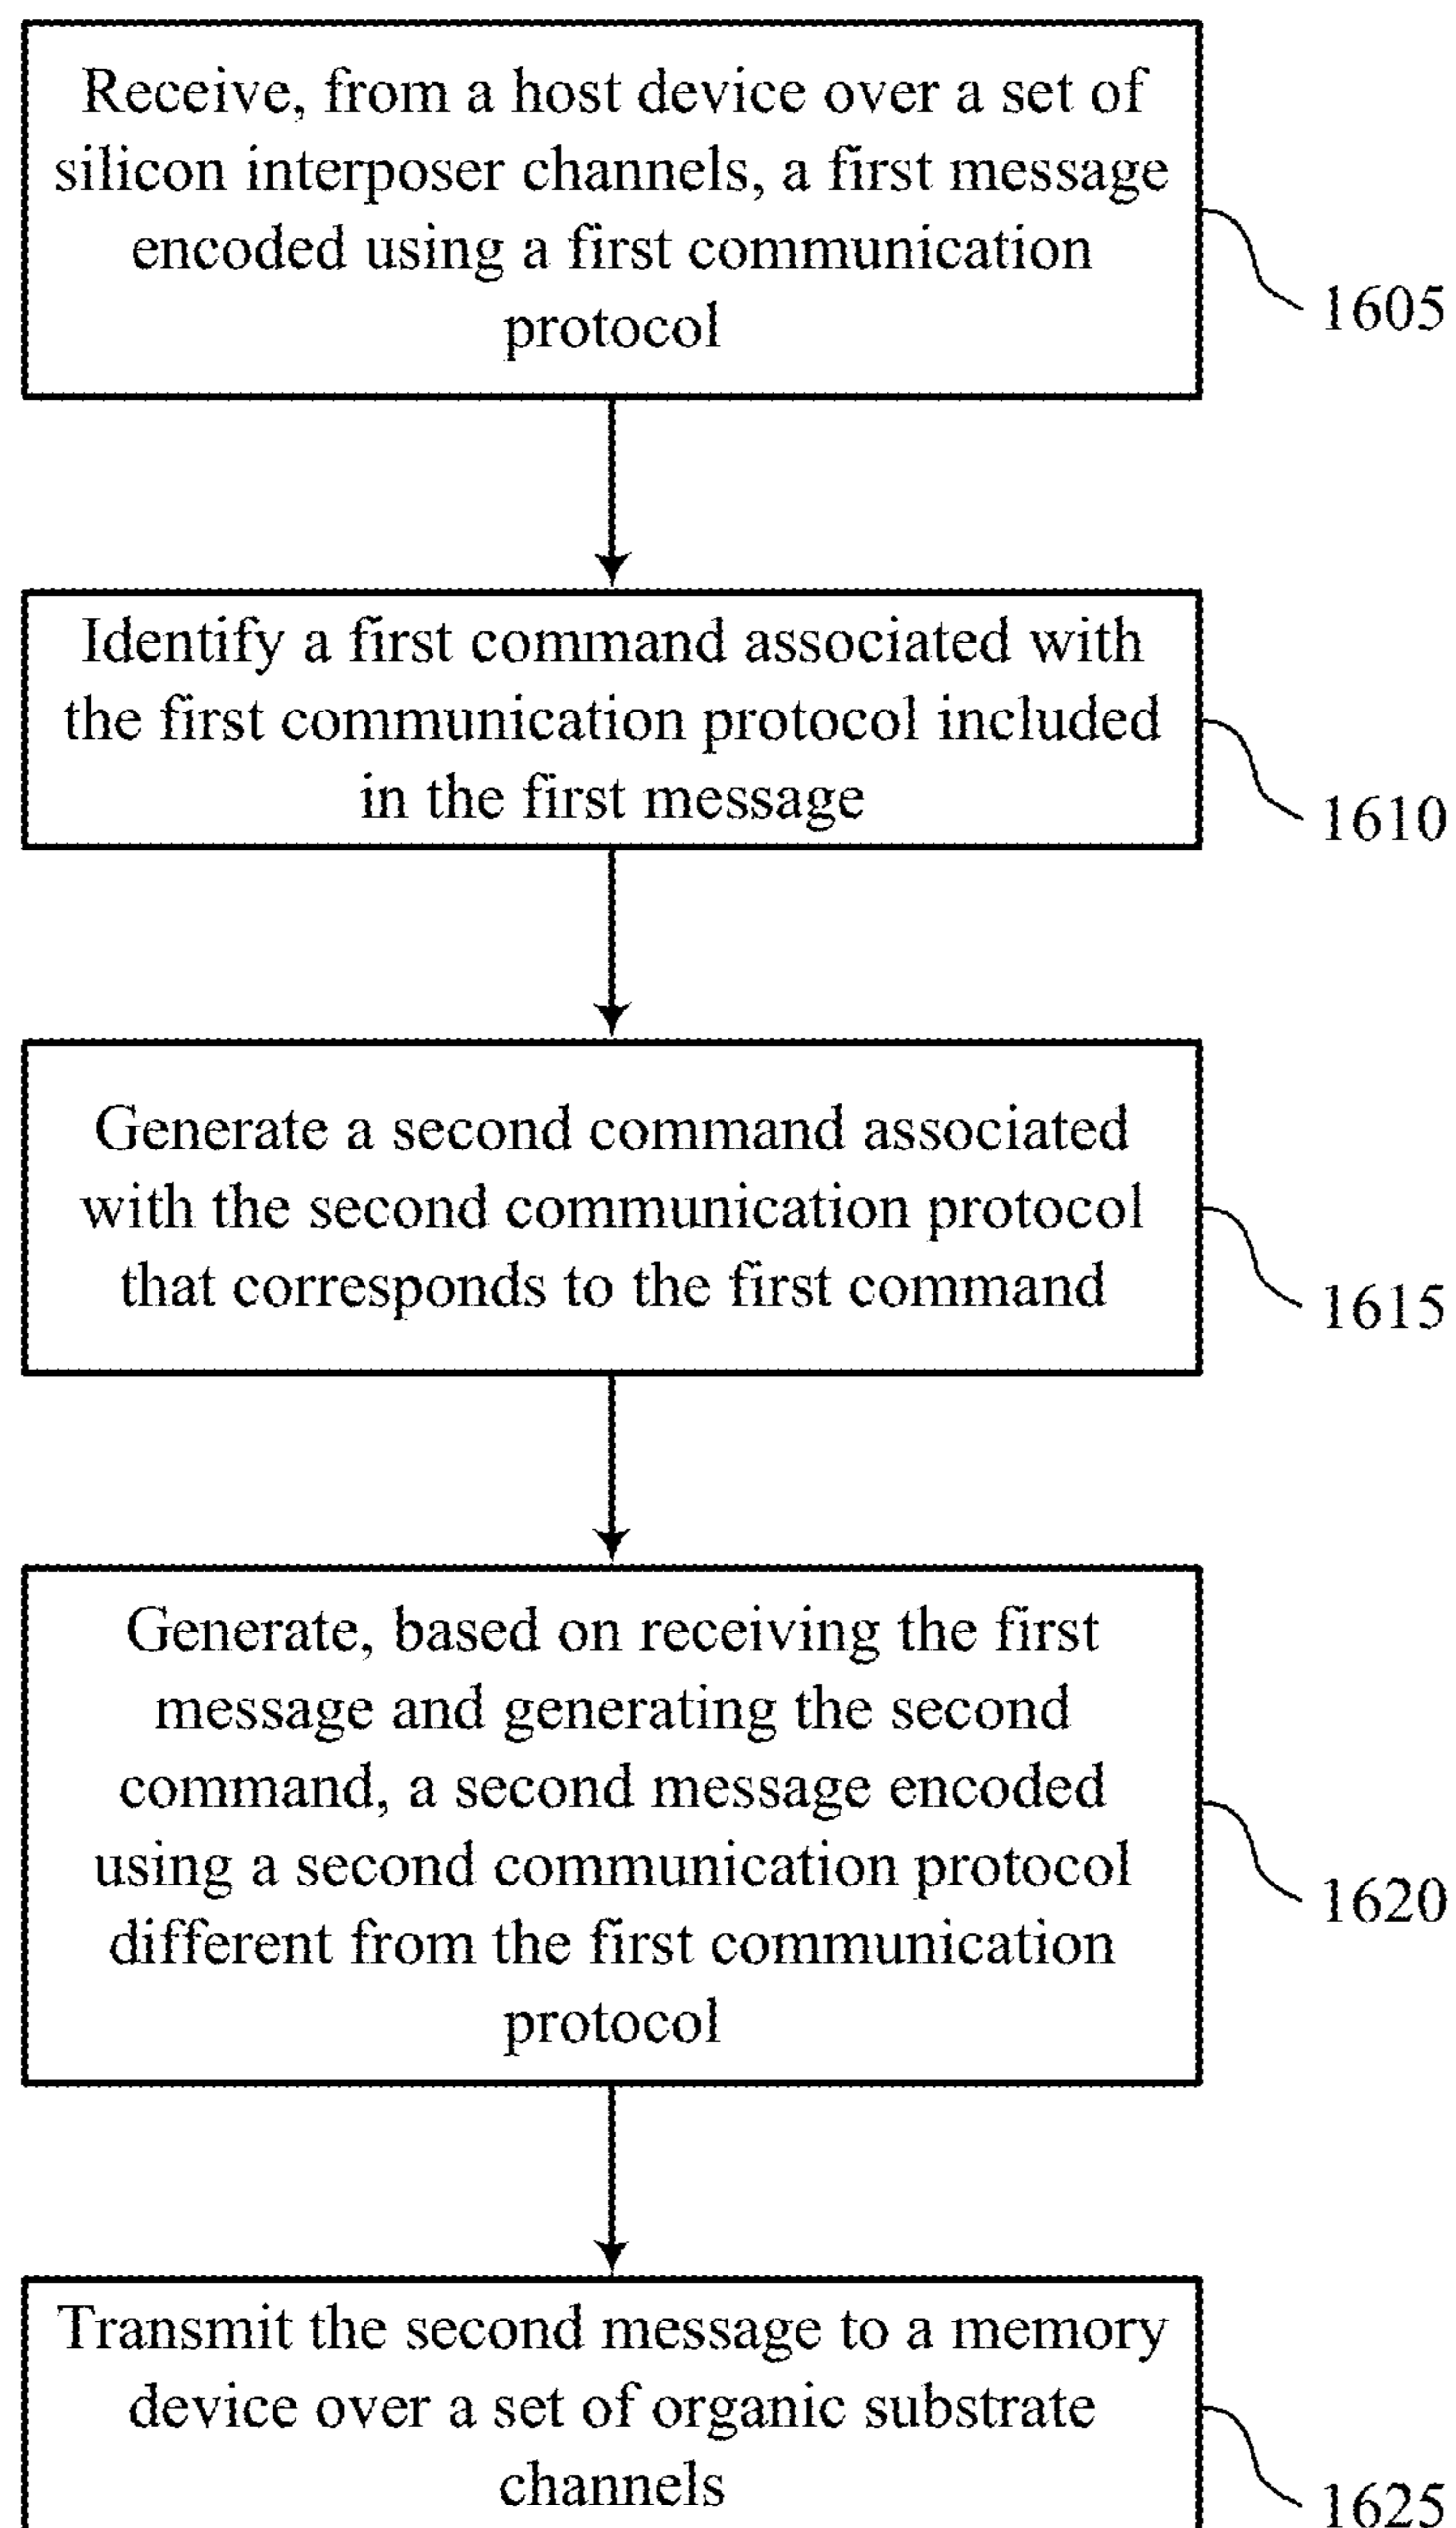 Receive, from a host device over a set of
silicon interposer channels, a first message
encoded using a first communication
protocol
1605
Identify a first command associated with
the first communication protocol included
in the first message
1610
Generate a second command associated
with the second communication protocol
that corresponds to the first command
1615
Generate, based on receiving the first
message and generating the second
command, a second message encoded
using a second communication protocol
different from the first communication
protocol
1620
Transmit the second message to a memory
device over a set of organic substrate
channels
1625